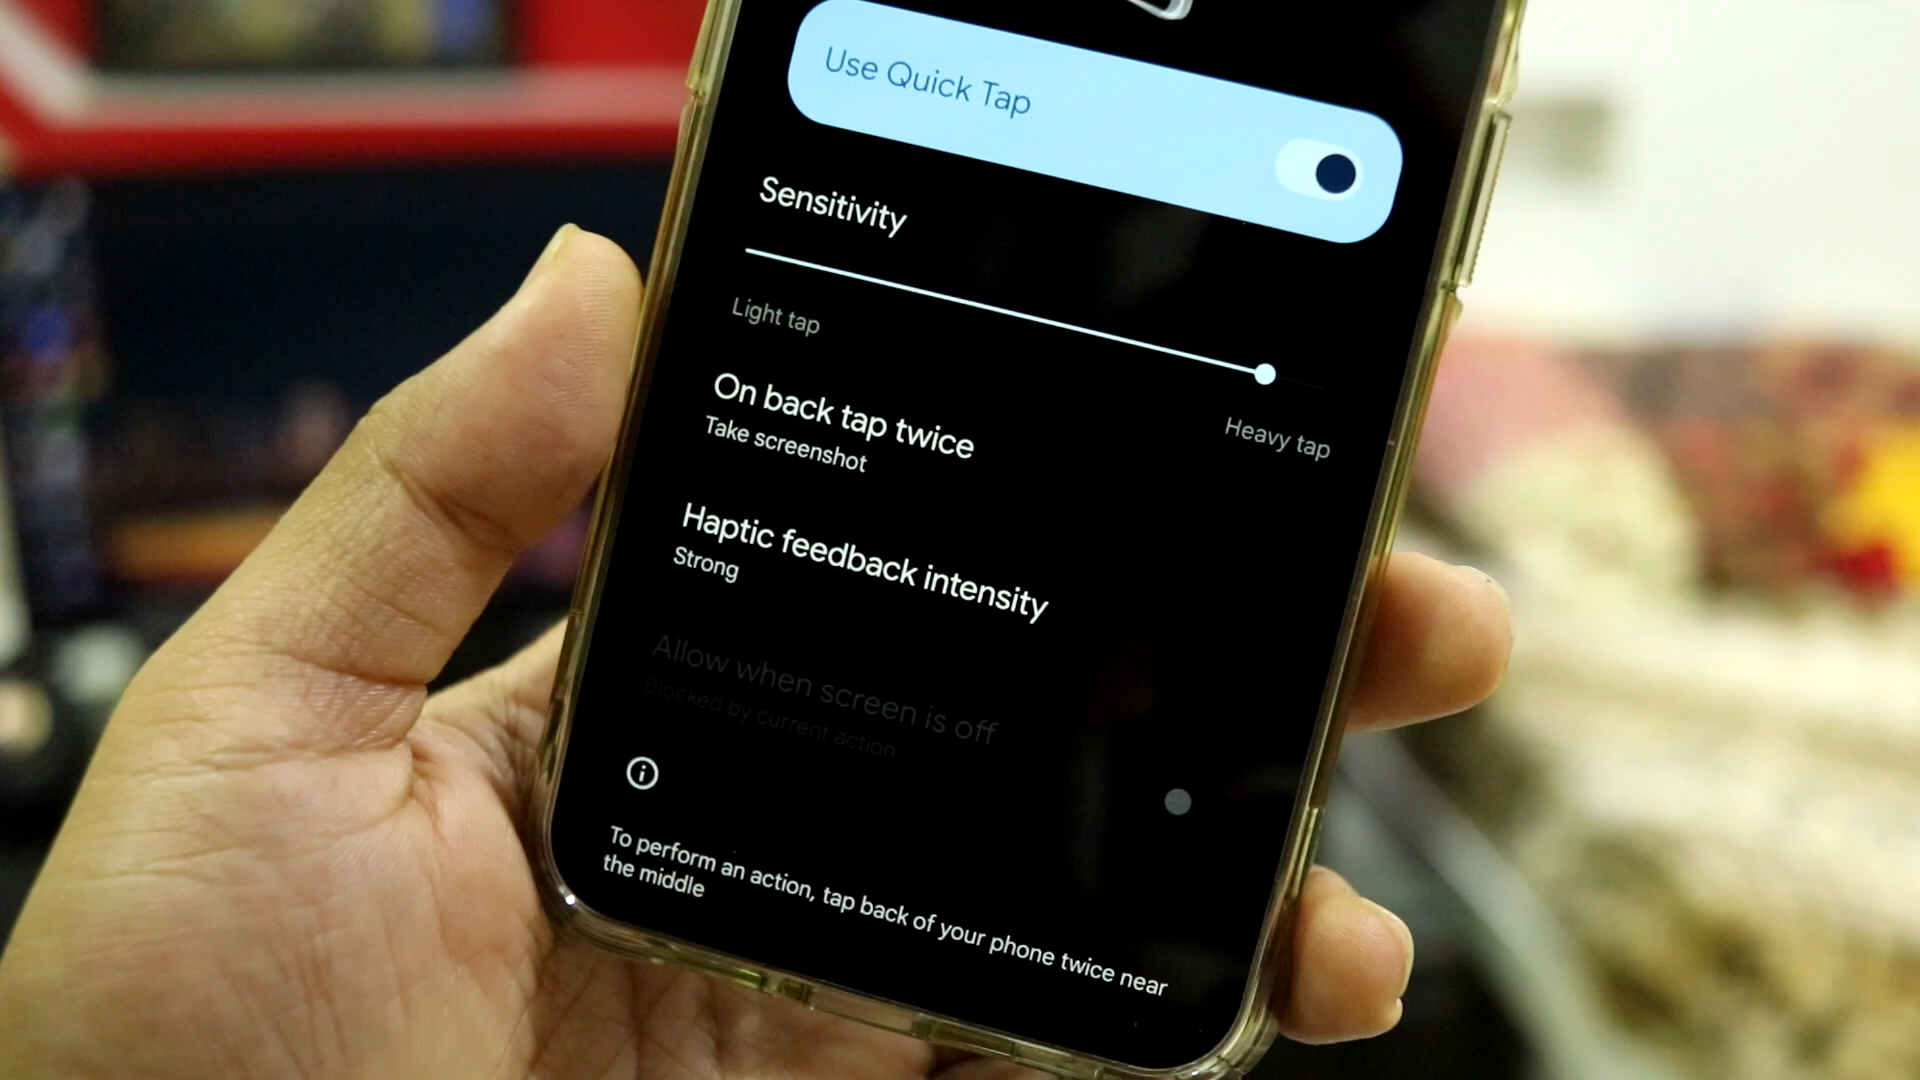 Use Quick Tap
Sensitivity
Light tap
Heavy tap
On back tap twice
Take screenshot
Haptic feedback intensity
Strong
Allow when screen is off
Blocked by current action
To perform an action, tap back of your phone twice near
the middle